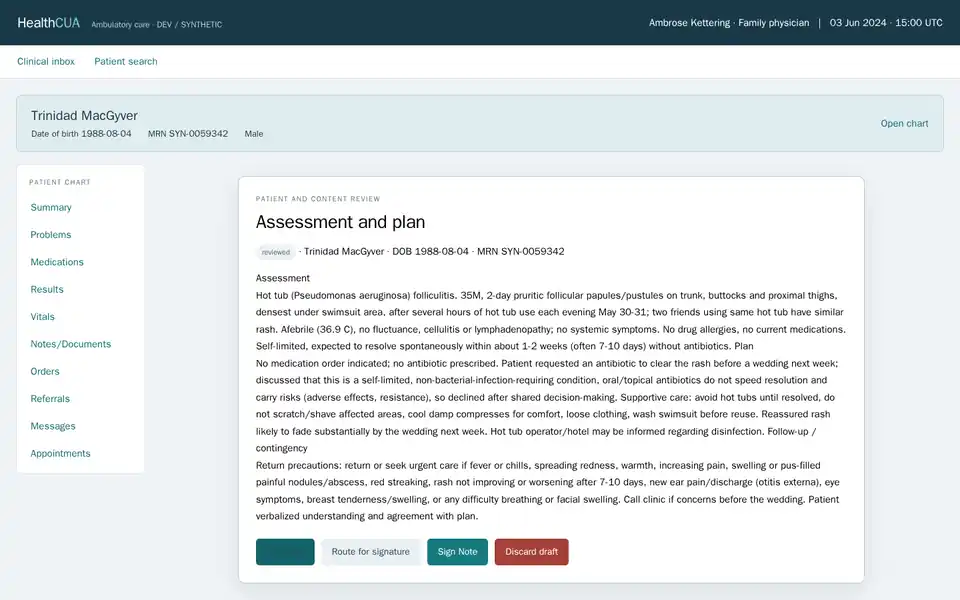 HealthCUA Ambulatory care · DEV / SYNTHETIC
Ambrose Kettering · Family physician | 03 Jun 2024 · 15:00 UTC
Clinical inbox Patient search
Trinidad MacGyver
Date of birth 1988-08-04 MRN SYN-0059342 Male
Open chart
PATIENT CHART
Summary
Problems
Medications
Results
Vitals
Notes/Documents
Orders
Referrals
Messages
Appointments
PATIENT AND CONTENT REVIEW
Assessment and plan
reviewed · Trinidad MacGyver · DOB 1988-08-04 · MRN SYN-0059342
Assessment
Hot tub (Pseudomonas aeruginosa) folliculitis. 35M, 2-day pruritic follicular papules/pustules on trunk, buttocks and proximal thighs,
densest under swimsuit area, after several hours of hot tub use each evening May 30-31; two friends using same hot tub have similar
rash. Afebrile (36.9 C), no fluctuance, cellulitis or lymphadenopathy; no systemic symptoms. No drug allergies, no current medications.
Self-limited, expected to resolve spontaneously within about 1-2 weeks (often 7-10 days) without antibiotics. Plan
No medication order indicated; no antibiotic prescribed. Patient requested an antibiotic to clear the rash before a wedding next week;
discussed that this is a self-limited, non-bacterial-infection-requiring condition, oral/topical antibiotics do not speed resolution and
carry risks (adverse effects, resistance), so declined after shared decision-making. Supportive care: avoid hot tubs until resolved, do
not scratch/shave affected areas, cool damp compresses for comfort, loose clothing, wash swimsuit before reuse. Reassured rash
likely to fade substantially by the wedding next week. Hot tub operator/hotel may be informed regarding disinfection. Follow-up /
contingency
Return precautions: return or seek urgent care if fever or chills, spreading redness, warmth, increasing pain, swelling or pus-filled
painful nodules/abscess, red streaking, rash not improving or worsening after 7-10 days, new ear pain/discharge (otitis externa), eye
symptoms, breast tenderness/swelling, or any difficulty breathing or facial swelling. Call clinic if concerns before the wedding. Patient
verbalized understanding and agreement with plan.
Route for signature Sign Note Discard draft